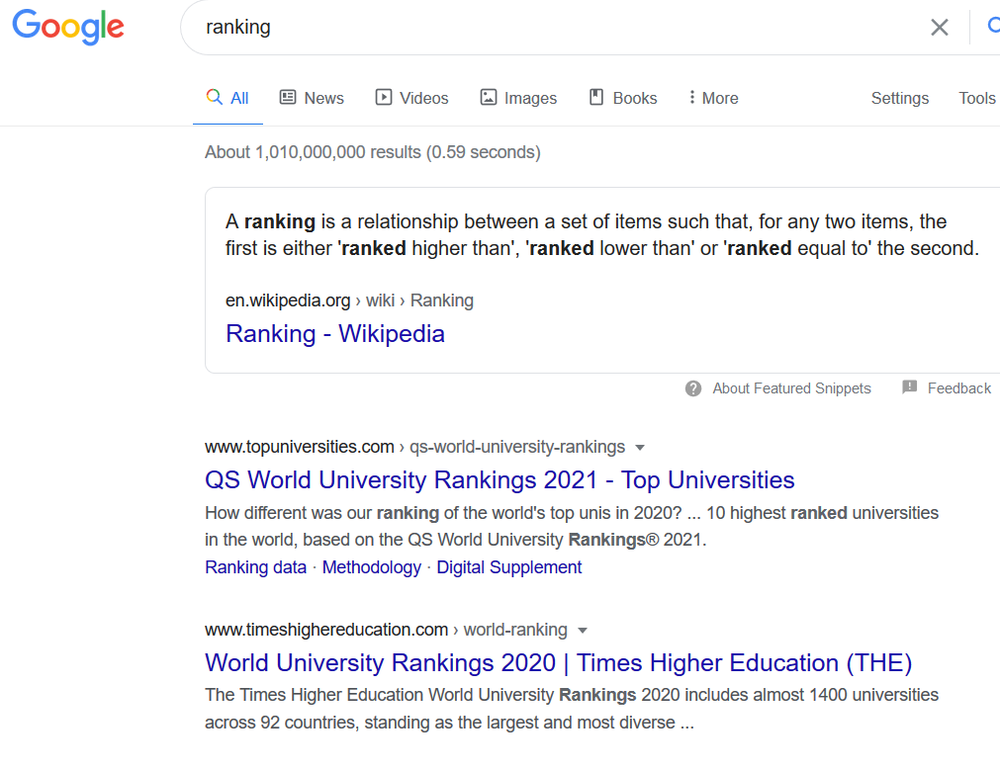 Google
ranking
All News Videos Images Books More Settings Tools
About 1,010,000,000 results (0.59 seconds)
A ranking is a relationship between a set of items such that, for any two items, the
first is either 'ranked higher than', 'ranked lower than' or 'ranked equal to' the second.
en.wikipedia.org › wiki › Ranking
Ranking - Wikipedia
About Featured Snippets Feedback
www.topuniversities.com › qs-world-university-rankings
QS World University Rankings 2021 - Top Universities
How different was our ranking of the world's top unis in 2020? ... 10 highest ranked universities
in the world, based on the QS World University Rankings® 2021.
Ranking data · Methodology · Digital Supplement
www.timeshighereducation.com › world-ranking
World University Rankings 2020 | Times Higher Education (THE)
The Times Higher Education World University Rankings 2020 includes almost 1400 universities
across 92 countries, standing as the largest and most diverse ...